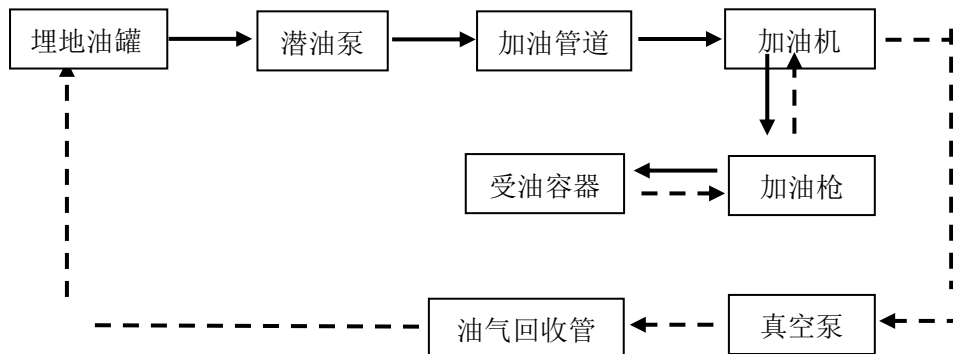 埋地油罐
潜油泵
加油管道
加油机
受油容器
加油枪
油气回收管
真空泵